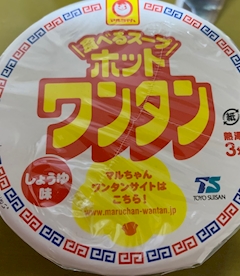 マルちゃん
食べるスープ
ホット
ワンタン
紙
熱湯
3分
しょうゆ
味
マルちゃん
ワンタンサイトは
こちら!
www.maruchan-wantan.jp
TS
TOYO SUISAN